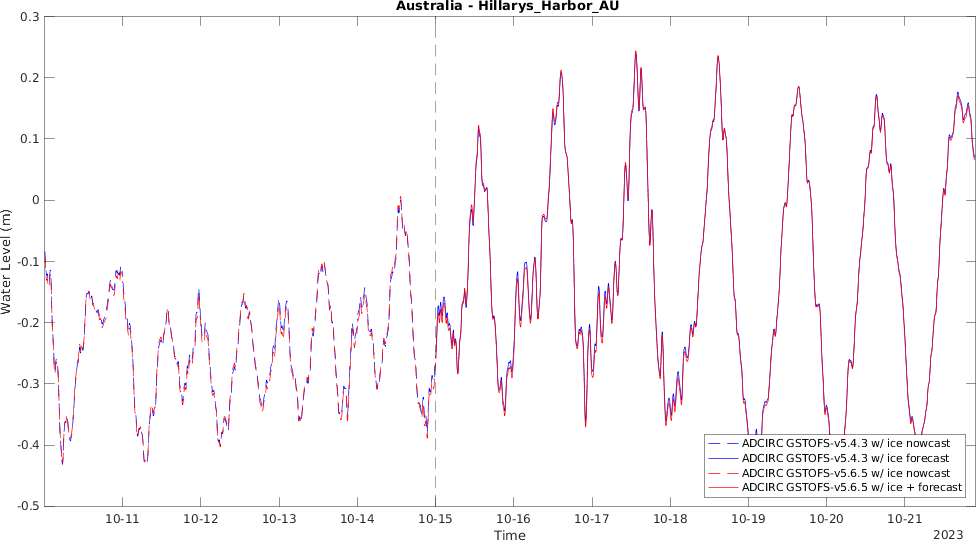 Australia - Hillarys_Harbor_AU
0.3
0.2
0.1
0
-0.1
-0.2
-0.3
-0.4
-0.5
Water Level (m)
ADCIRC GSTOFS-v5.4.3 w/ ice nowcast
ADCIRC GSTOFS-v5.4.3 w/ ice forecast
ADCIRC GSTOFS-v5.6.5 w/ ice nowcast
ADCIRC GSTOFS-v5.6.5 w/ ice + forecast
10-11 10-12 10-13 10-14 10-15 10-16 10-17 10-18 10-19 10-20 10-21
Time
2023